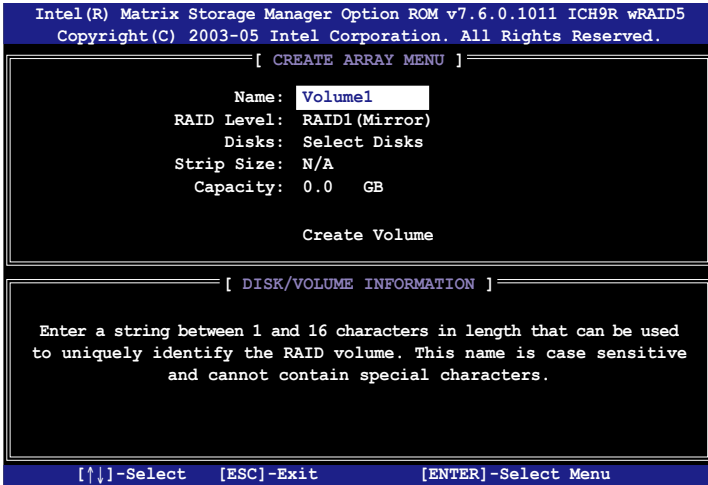 Intel(R) Matrix Storage Manager Option ROM v7.6.0.1011 ICH9R wRAID5
Copyright(C) 2003-05 Intel Corporation. All Rights Reserved.
[ CREATE ARRAY MENU ]
Name: Volume1
RAID Level: RAID1(Mirror)
Disks: Select Disks
Strip Size: N/A
Capacity: 0.0 GB
Create Volume
[ DISK/VOLUME INFORMATION ]
Enter a string between 1 and 16 characters in length that can be used
to uniquely identify the RAID volume. This name is case sensitive
and cannot contain special characters.
[↑↓]-Select [ESC]-Exit [ENTER]-Select Menu